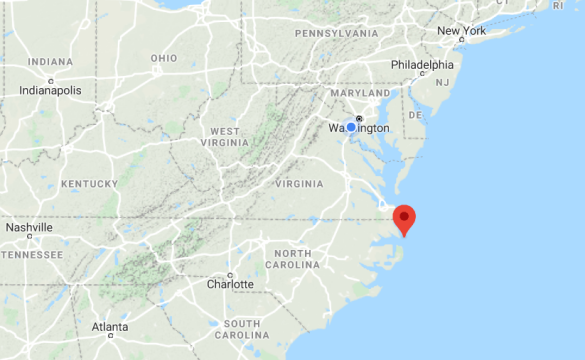 CT
RI
New York
PENNSYLVANIA
OHIO
INDIANA
Philadelphia
Indianapolis
MARYLAND
NJ
DE
Washington
WEST
VIRGINIA
KENTUCKY
VIRGINIA
Nashville
TENNESSEE
NORTH
CAROLINA
Charlotte
Atlanta
SOUTH
CAROLINA